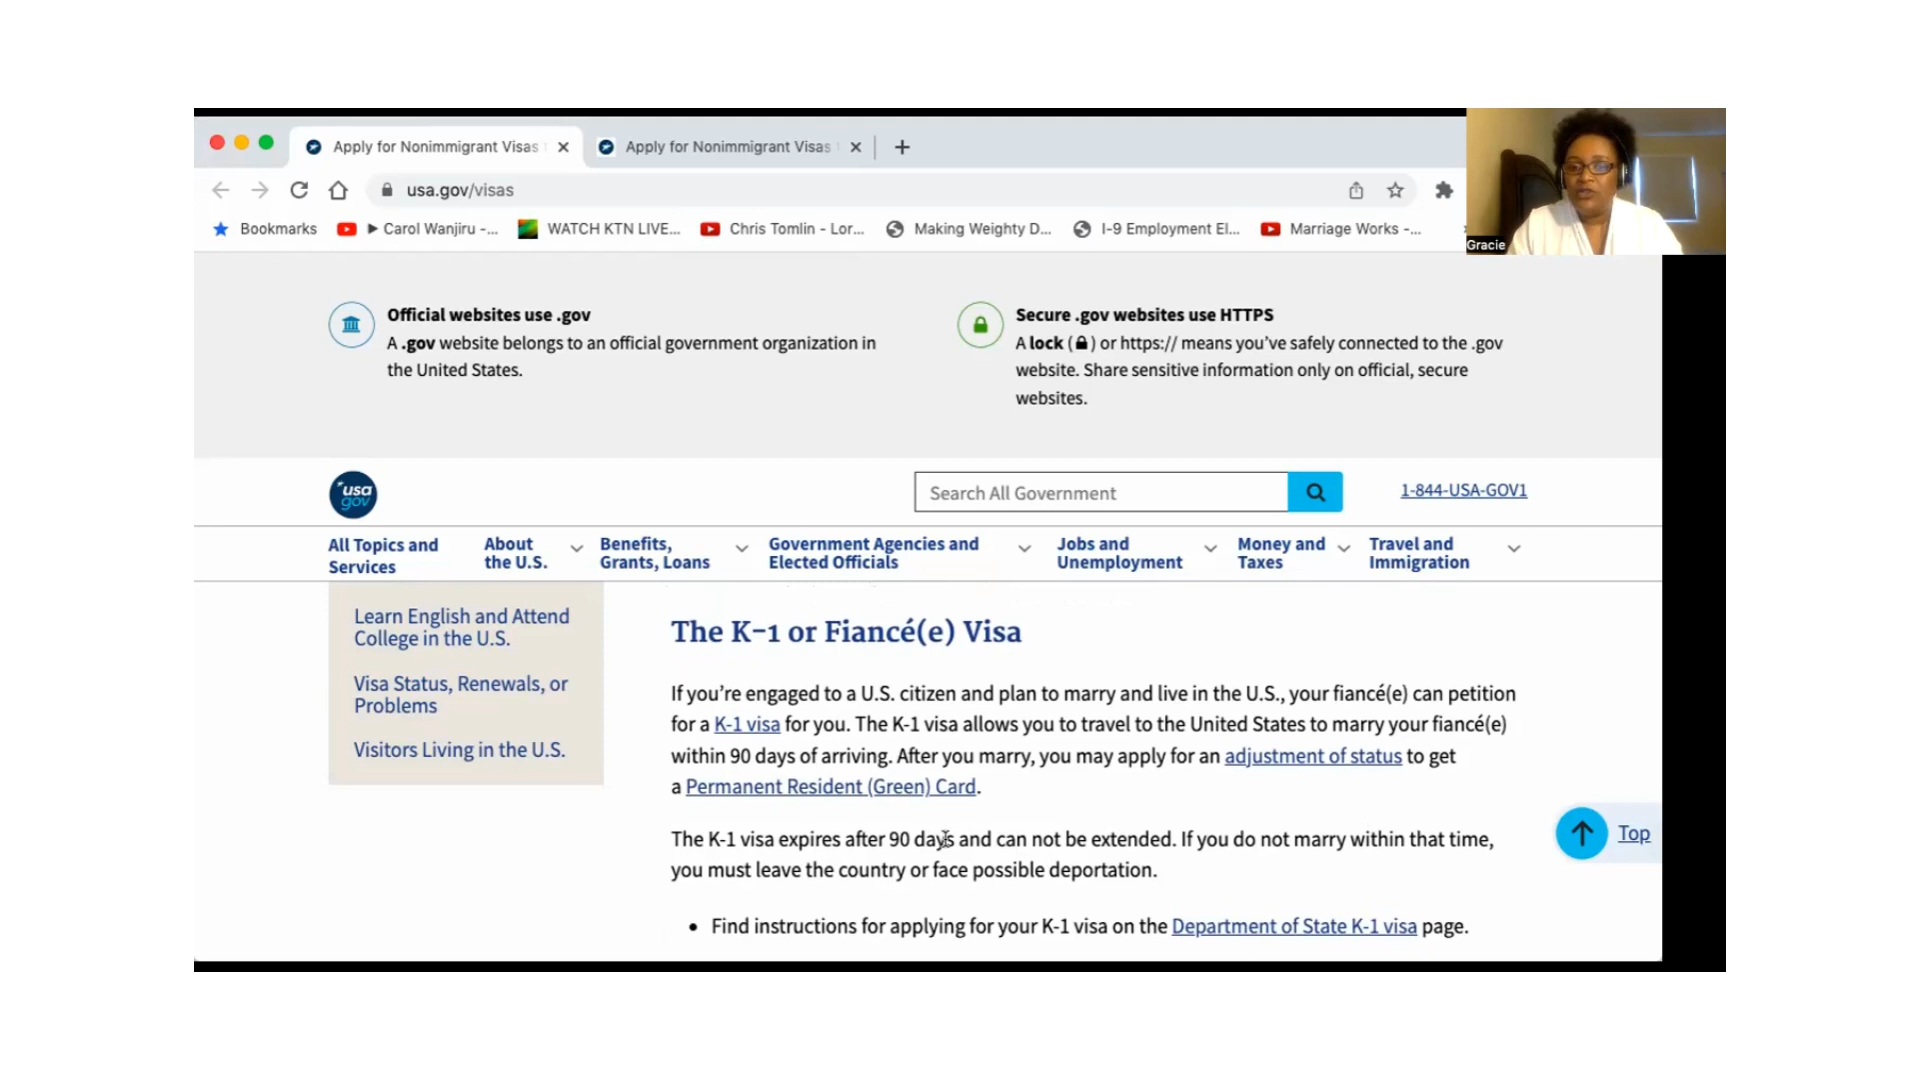 Apply for Nonimmigrant Visas
Apply for Nonimmigrant Visas
usa.gov/visas
Bookmarks
Carol Wanjiru -...
WATCH KTN LIVE...
Chris Tomlin - Lor...
Making Weighty D...
I-9 Employment El...
Marriage Works -...
Gracie
Official websites use .gov
A .gov website belongs to an official government organization in
the United States.
Secure .gov websites use HTTPS
A lock ( ) or https:// means you’ve safely connected to the .gov
website. Share sensitive information only on official, secure
websites.
usa
gov
Search All Government
1-844-USA-GOV1
All Topics and
Services
About
the U.S.
Benefits,
Grants, Loans
Government Agencies and
Elected Officials
Jobs and
Unemployment
Money and
Taxes
Travel and
Immigration
Learn English and Attend
College in the U.S.
Visa Status, Renewals, or
Problems
Visitors Living in the U.S.
The K-1 or Fiancé(e) Visa
If you’re engaged to a U.S. citizen and plan to marry and live in the U.S., your fiancé(e) can petition
for a K-1 visa for you. The K-1 visa allows you to travel to the United States to marry your fiancé(e)
within 90 days of arriving. After you marry, you may apply for an adjustment of status to get
a Permanent Resident (Green) Card.
The K-1 visa expires after 90 days and can not be extended. If you do not marry within that time,
you must leave the country or face possible deportation.
• Find instructions for applying for your K-1 visa on the Department of State K-1 visa page.
Top